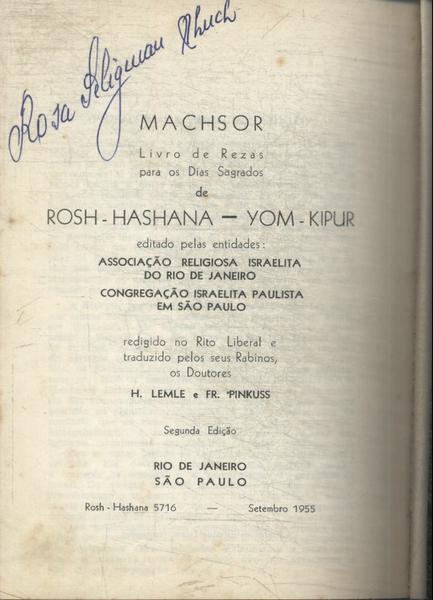 Rosa Seligman
MACHSOR
Livro de Rezas
para os Dias Sagrados
de
ROSH - HASHANA — YOM - KIPUR
editado pelas entidades:
ASSOCIAÇÃO RELIGIOSA ISRAELITA
DO RIO DE JANEIRO
CONGREGAÇÃO ISRAELITA PAULISTA
EM SÃO PAULO
redigido no Rito Liberal e
traduzido pelos seus Rabinos,
os Doutores
H. LEMLE e FR. PINKUSS
Segunda Edição
RIO DE JANEIRO
SÃO PAULO
Rosh - Hashana 5716 — Setembro 1955